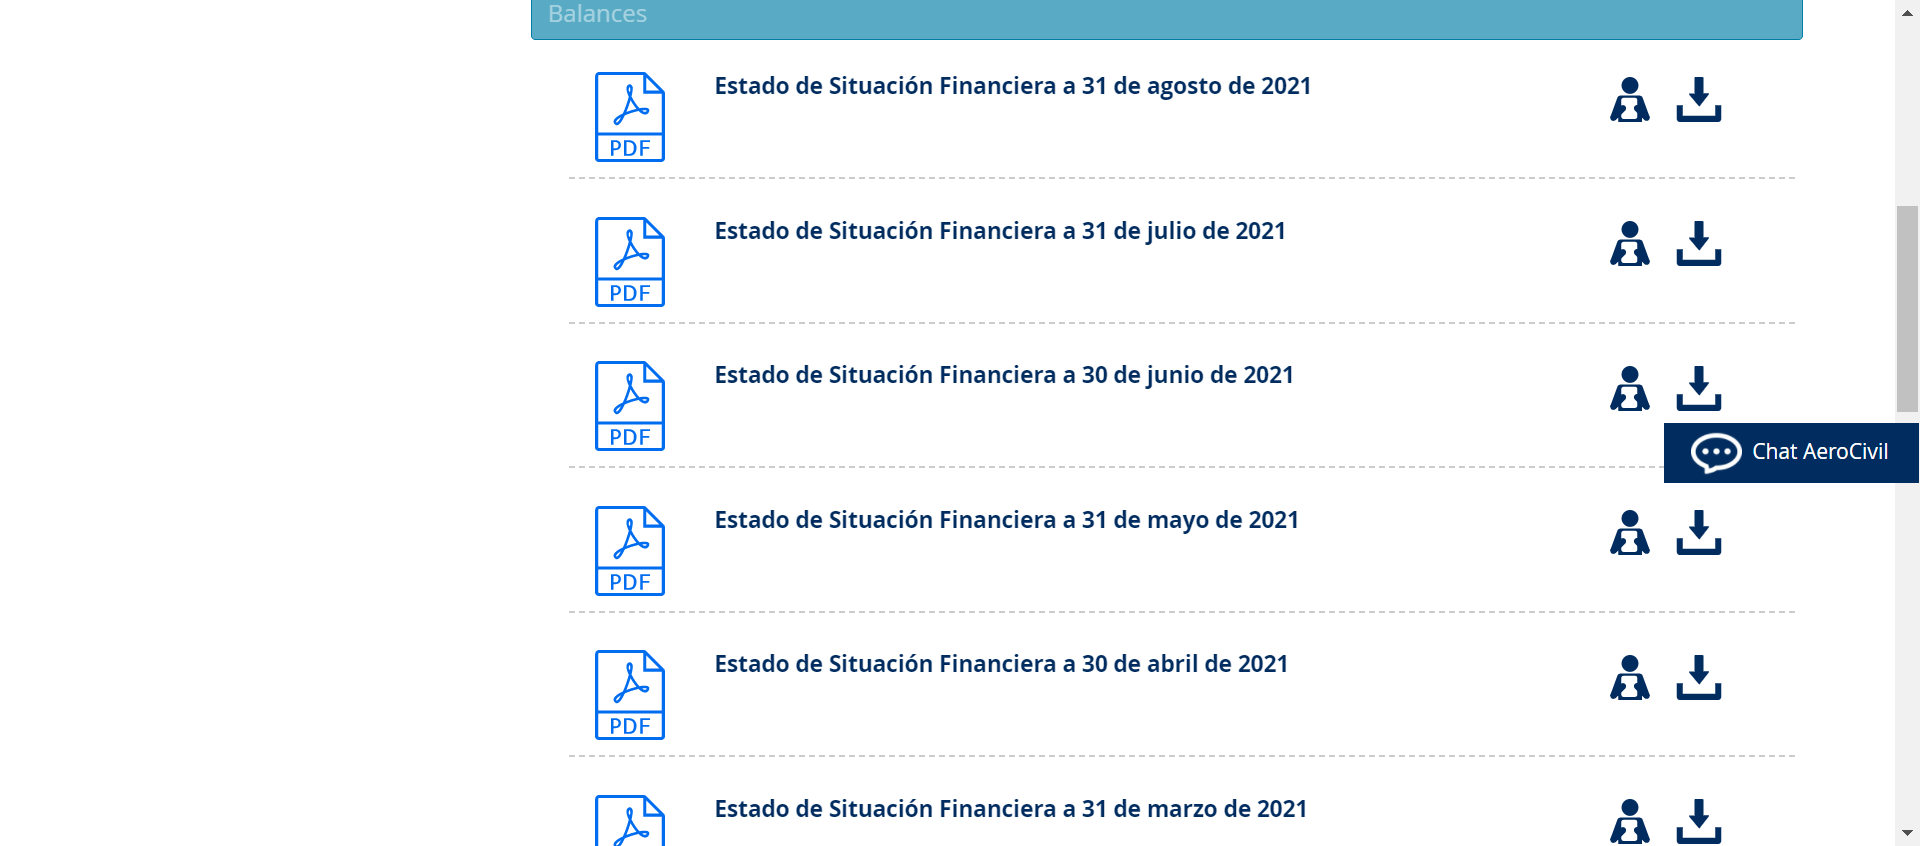 Balances
Estado de Situación Financiera a 31 de agosto de 2021
PDF
Estado de Situación Financiera a 31 de julio de 2021
PDF
Estado de Situación Financiera a 30 de junio de 2021
PDF
Chat AeroCivil
Estado de Situación Financiera a 31 de mayo de 2021
PDF
Estado de Situación Financiera a 30 de abril de 2021
PDF
Estado de Situación Financiera a 31 de marzo de 2021